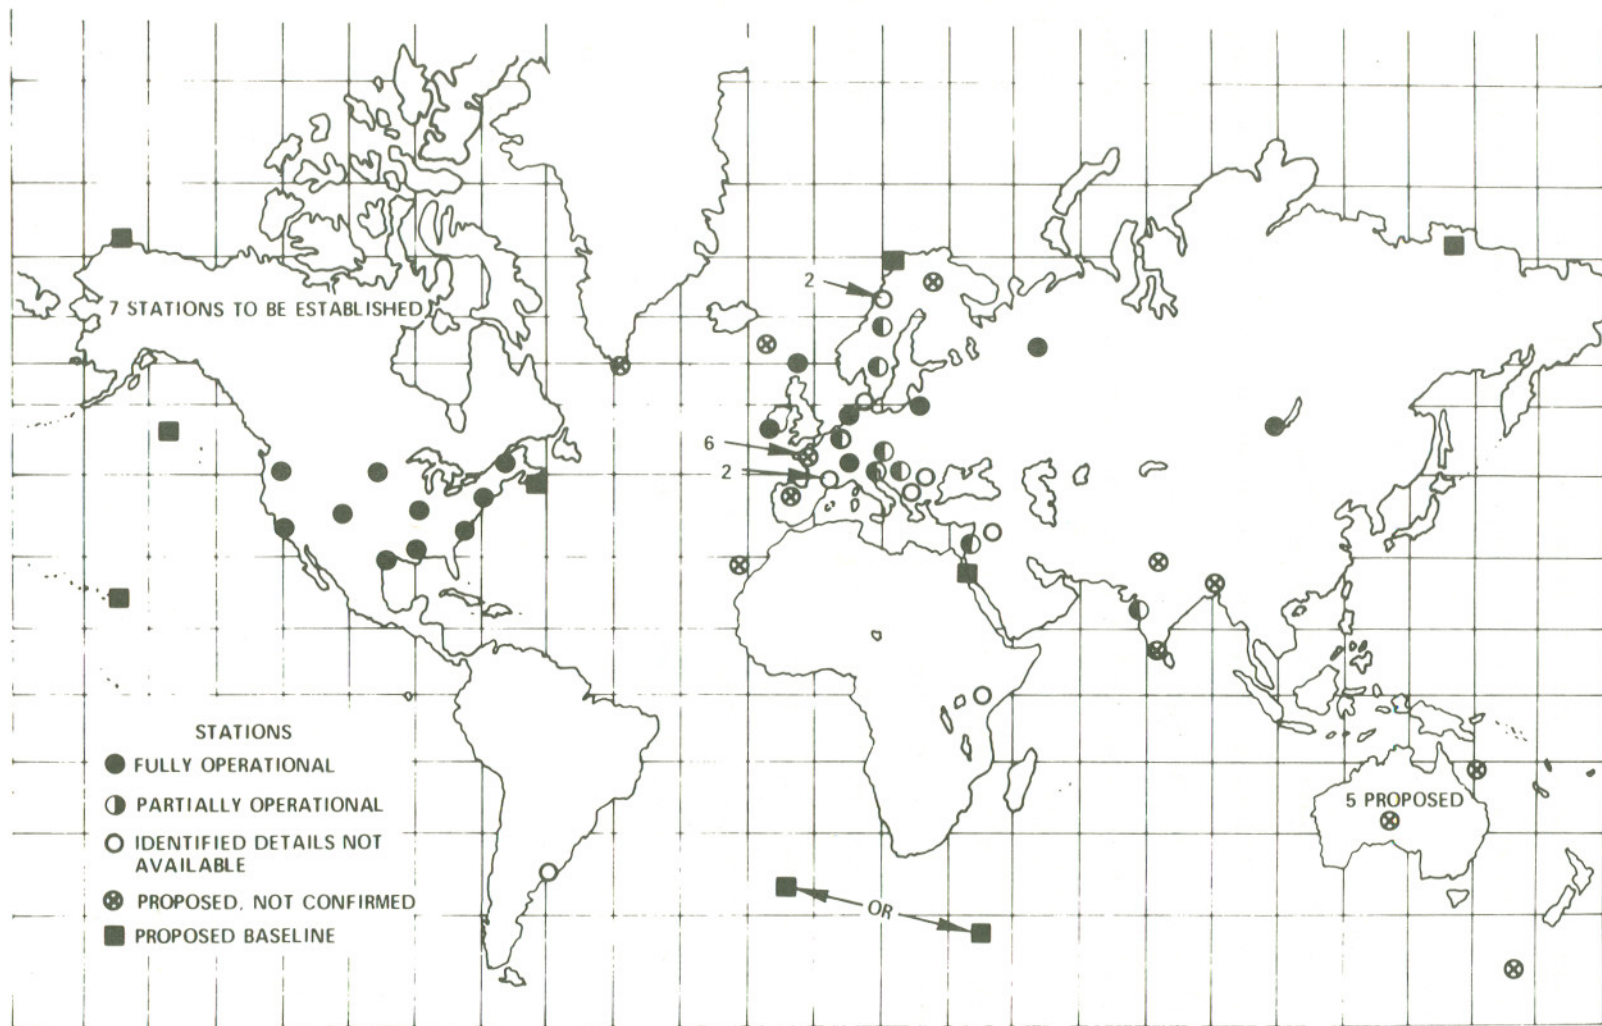 2
7 STATIONS TO BE ESTABLISHED
6
2
STATIONS
FULLY OPERATIONAL
PARTIALLY OPERATIONAL
IDENTIFIED DETAILS NOT
AVAILABLE
PROPOSED, NOT CONFIRMED
PROPOSED BASELINE
5 PROPOSED
OR